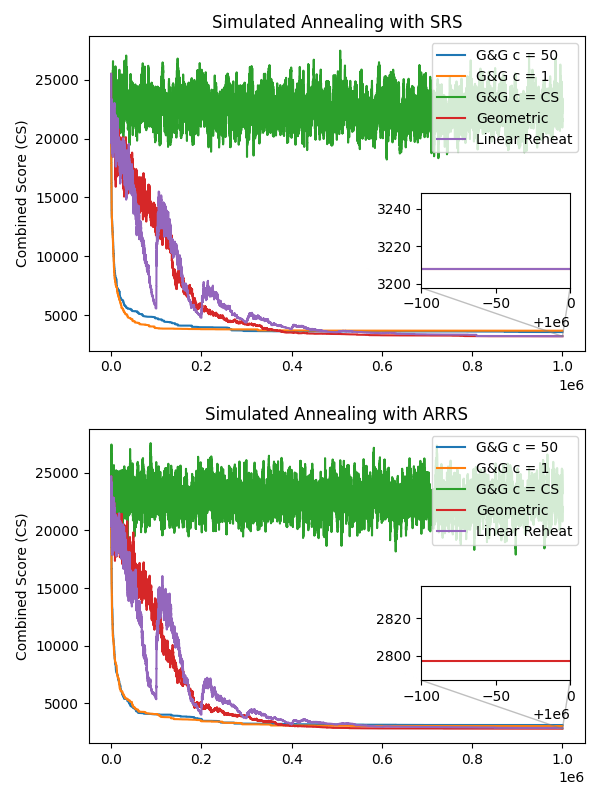 Simulated Annealing with SRS
Combined Score (CS)
25000
20000
15000
10000
5000
G&G c = 50
G&G c = 1
G&G c = CS
Geometric
Linear Reheat
3240
3220
3200
−100
−50
0
+1e6
0.0
0.2
0.4
0.6
0.8
1.0
1e6
Simulated Annealing with ARRS
Combined Score (CS)
25000
20000
15000
10000
5000
G&G c = 50
G&G c = 1
G&G c = CS
Geometric
Linear Reheat
2820
2800
−100
−50
0
+1e6
0.0
0.2
0.4
0.6
0.8
1.0
1e6